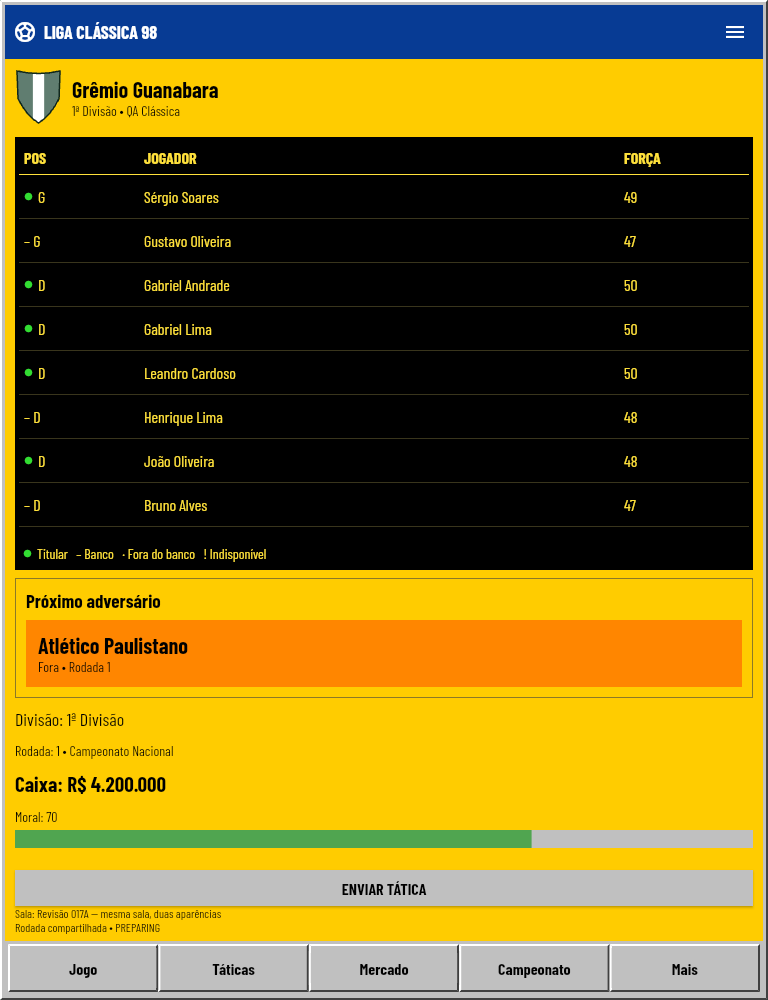 LIGA CLÁSSICA 98
Grêmio Guanabara
1ª Divisão • QA Clássica
POS JOGADOR FORÇA
● G Sérgio Soares 49
– G Gustavo Oliveira 47
● D Gabriel Andrade 50
● D Gabriel Lima 50
● D Leandro Cardoso 50
– D Henrique Lima 48
● D João Oliveira 48
– D Bruno Alves 47
● Titular – Banco · Fora do banco ! Indisponível
Próximo adversário
Atlético Paulistano
Fora • Rodada 1
Divisão: 1ª Divisão
Rodada: 1 • Campeonato Nacional
Caixa: R$ 4.200.000
Moral: 70
ENVIAR TÁTICA
Sala: Revisão 017A — mesma sala, duas aparências
Rodada compartilhada • PREPARING
Jogo Táticas Mercado Campeonato Mais